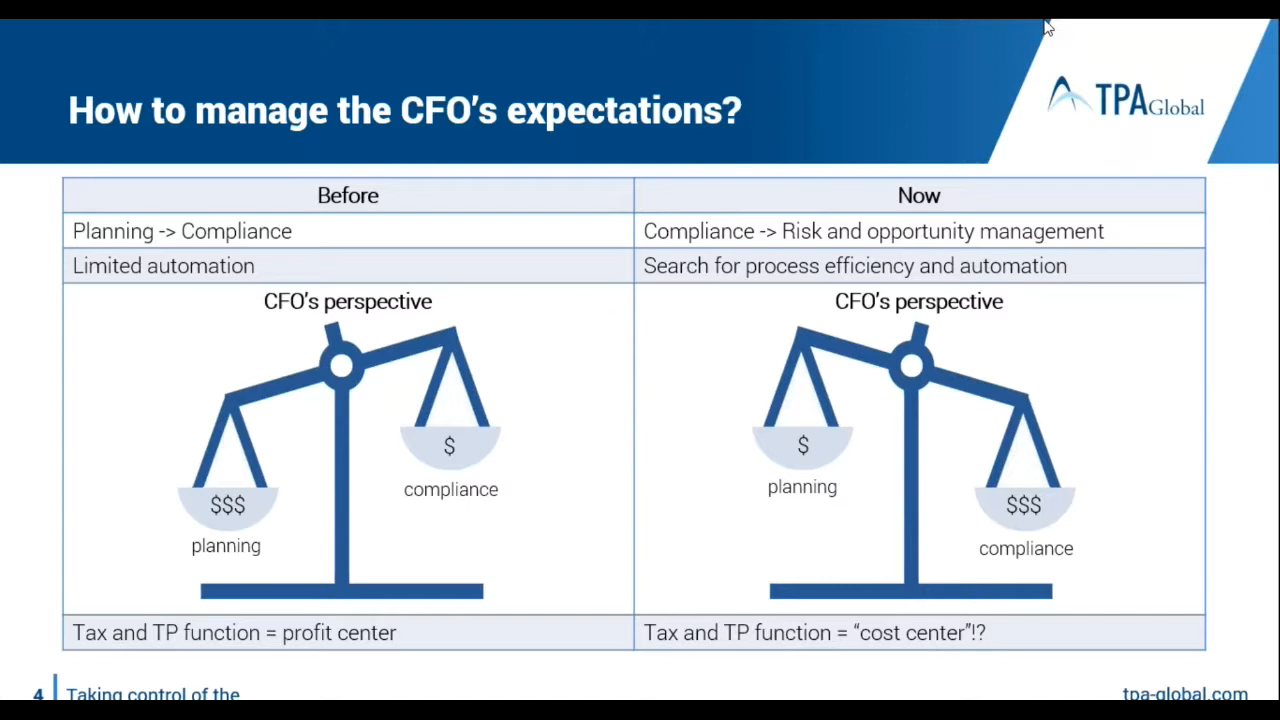 How to manage the CFO's expectations?
TPA Global
Before
Now
Planning -> Compliance
Compliance -> Risk and opportunity management
Limited automation
Search for process efficiency and automation
CFO's perspective
CFO's perspective
$
$
compliance
planning
$$$
$$$
planning
compliance
Tax and TP function = profit center
Tax and TP function = “cost center”!?
4
Taking control of the
tpa-global.com